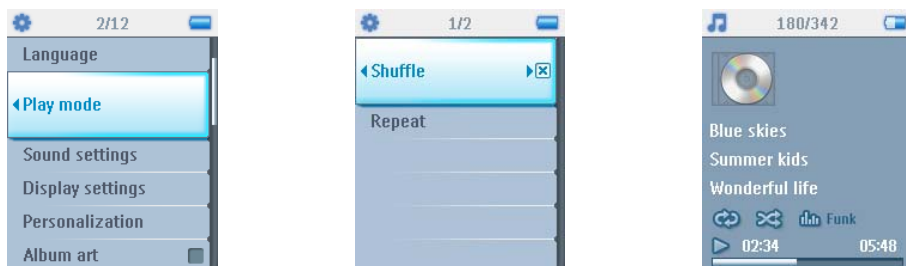 2/12
Language
Play mode
Sound settings
Display settings
Personalization
Album art
1/2
Shuffle
Repeat
180/342
Blue skies
Summer kids
Wonderful life
Funk
02:34 05:48